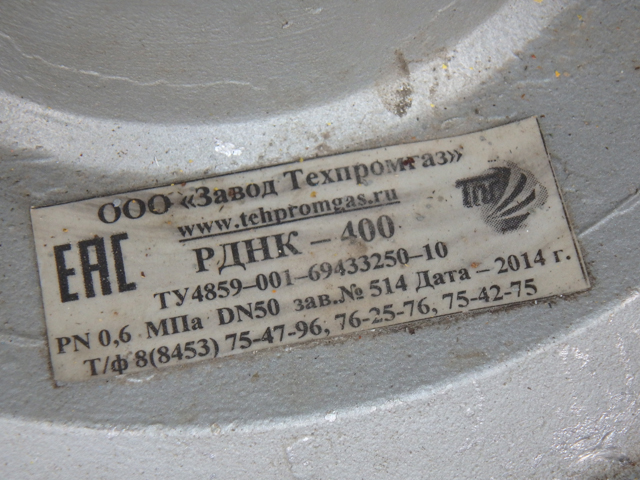 ООО «Завод Техпромгаз»
www.tehpromgas.ru
ЕАС
РДНК – 400
ТУ4859–001–69433250–10
PN 0,6 МПа DN50 зав.№ 514 Дата – 2014 г.
Т/ф 8(8453) 75-47-96, 76-25-76, 75-42-75